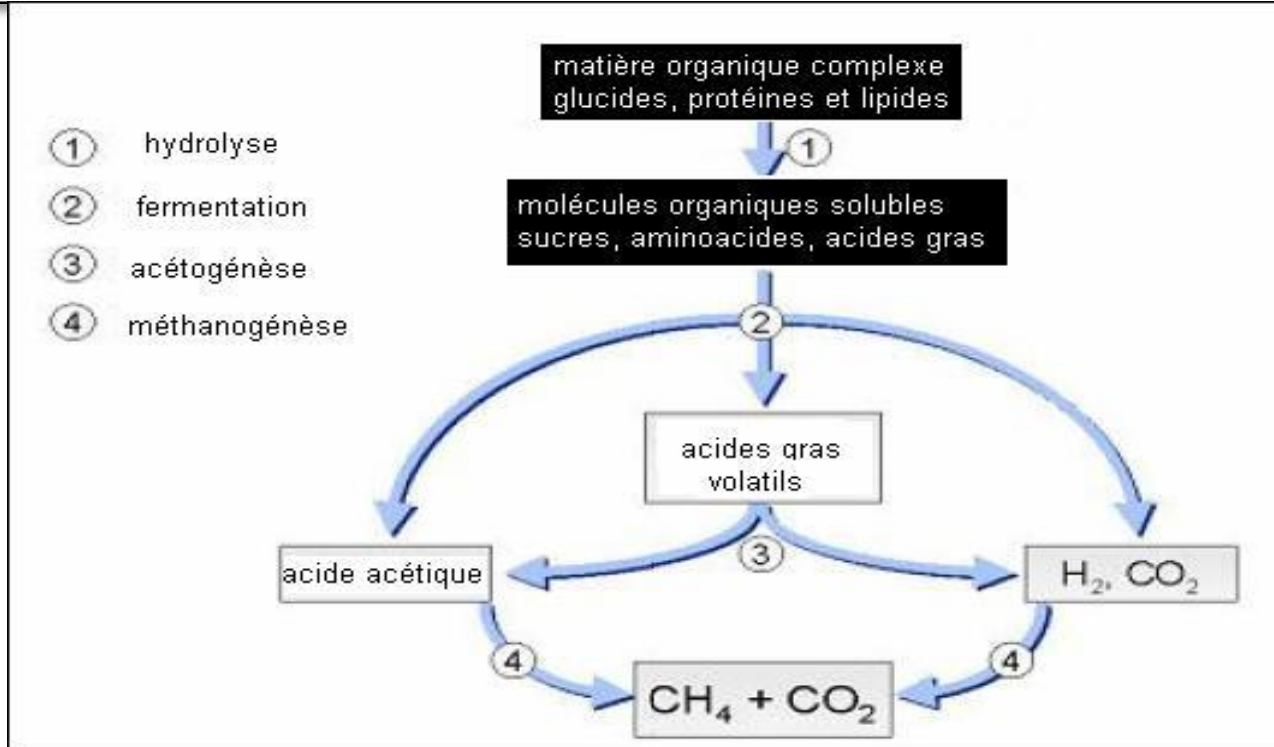 matière organique complexe
glucides, protéines et lipides
1 hydrolyse
1
2 fermentation
molécules organiques solubles
sucres, aminoacides, acides gras
3 acétogénèse
4 méthanogénèse
2
acides gras
volatils
3
acide acétique
H₂, CO₂
4
4
CH₄ + CO₂